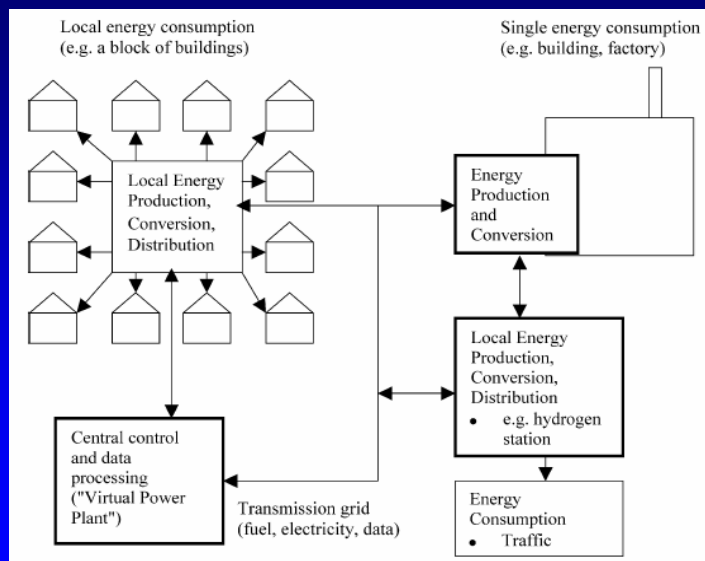 Local energy consumption
(e.g. a block of buildings)
Single energy consumption
(e.g. building, factory)
Local Energy
Production,
Conversion,
Distribution
Energy
Production
and
Conversion
Local Energy
Production,
Conversion,
Distribution
• e.g. hydrogen
station
Central control
and data
processing
("Virtual Power
Plant")
Transmission grid
(fuel, electricity, data)
Energy
Consumption
• Traffic